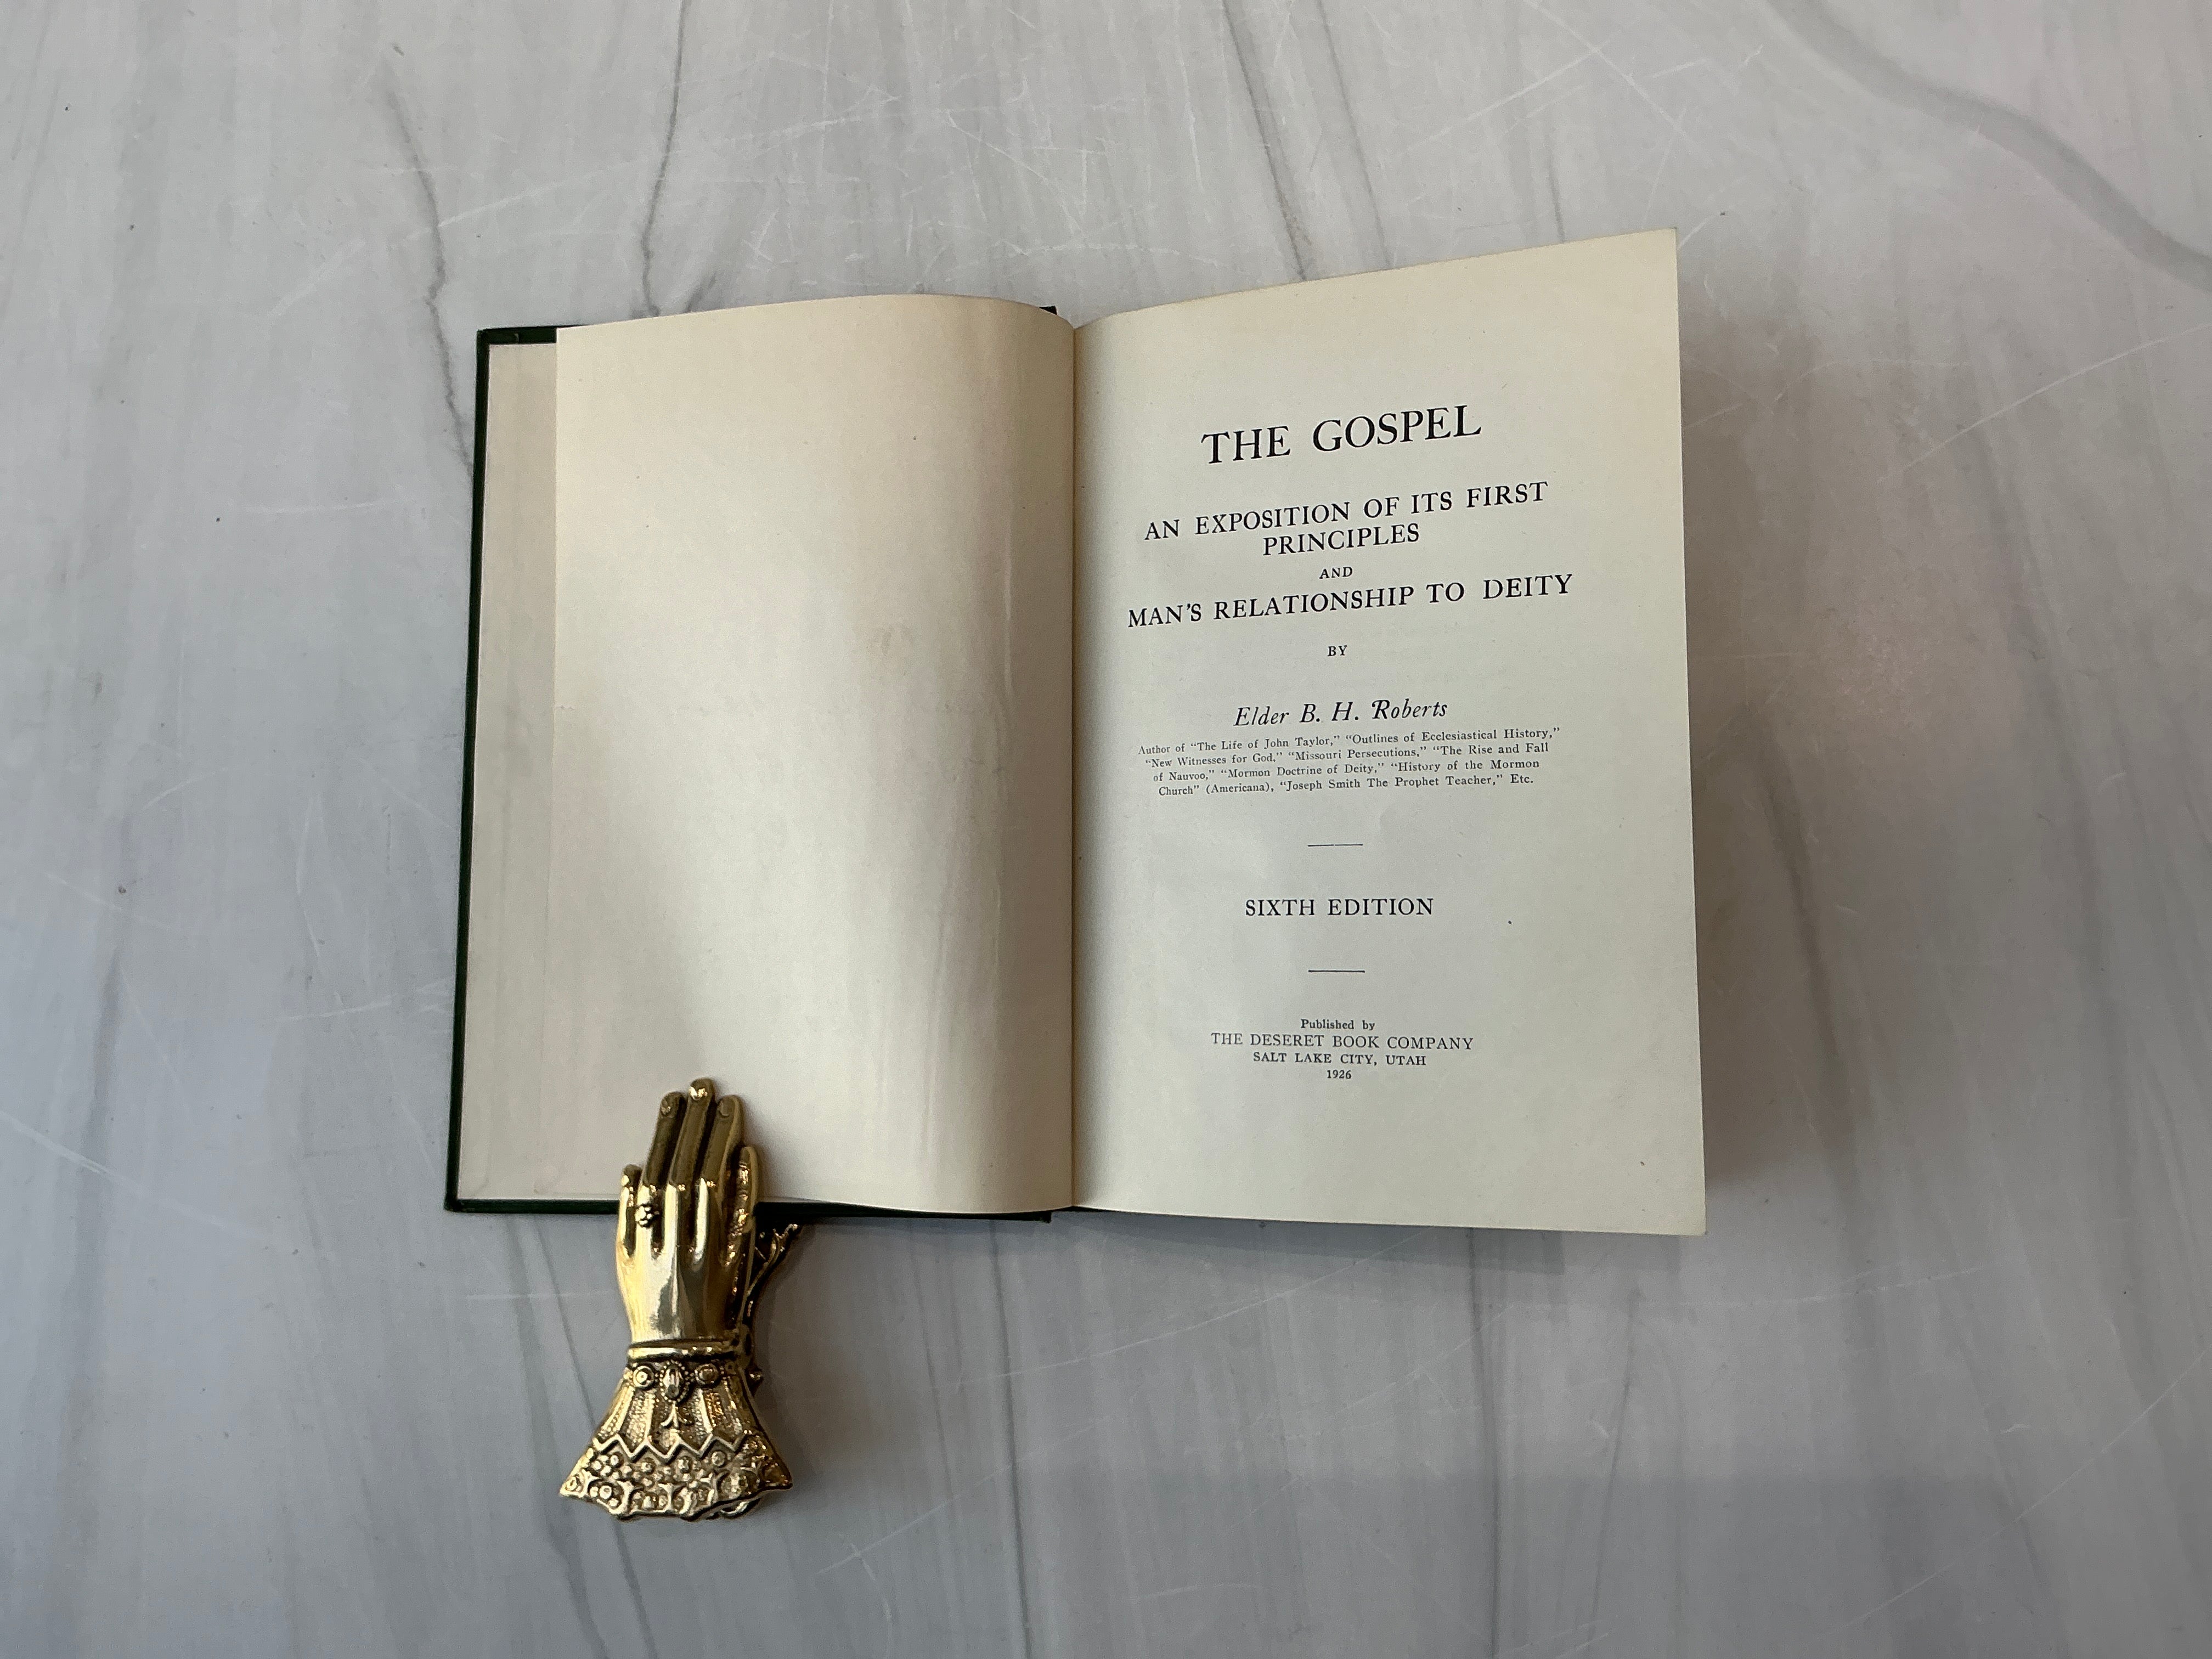 THE GOSPEL
AN EXPOSITION OF ITS FIRST
PRINCIPLES
AND
MAN'S RELATIONSHIP TO DEITY
BY
Elder B. H. Roberts
Author of "The Life of John Taylor," "Outlines of Ecclesiastical History,"
"New Witnesses for God," "Missouri Persecutions," "The Rise and Fall
of Nauvoo," "Mormon Doctrine of Deity," "History of the Mormon
Church" (Americana), "Joseph Smith The Prophet Teacher," Etc.
SIXTH EDITION
Published by
THE DESERET BOOK COMPANY
SALT LAKE CITY, UTAH
1926